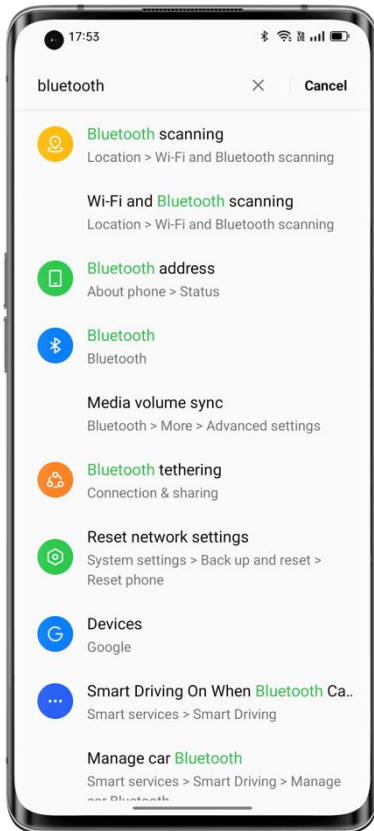 17:53
bluetooth
Cancel
Bluetooth scanning
Location > Wi-Fi and Bluetooth scanning
Wi-Fi and Bluetooth scanning
Location > Wi-Fi and Bluetooth scanning
Bluetooth address
About phone > Status
Bluetooth
Bluetooth
Media volume sync
Bluetooth > More > Advanced settings
Bluetooth tethering
Connection & sharing
Reset network settings
System settings > Back up and reset >
Reset phone
Devices
Google
Smart Driving On When Bluetooth Ca..
Smart services > Smart Driving
Manage car Bluetooth
Smart services > Smart Driving > Manage
car Bluetooth